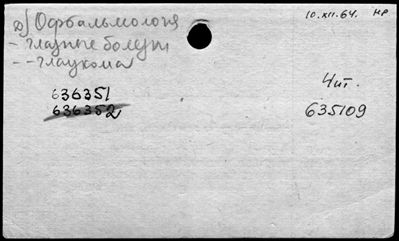 10.XII.64. НР
д) Офтальмология
- глазные болезни
- - глаукома
636351
636352
Чит.
635109